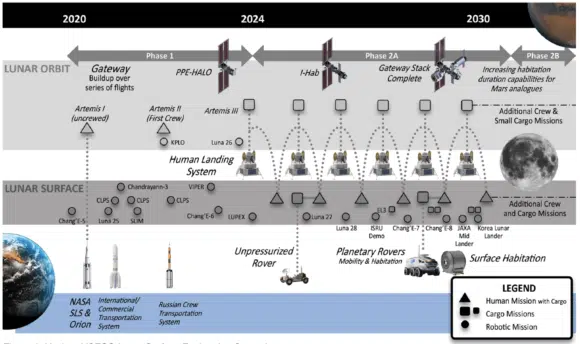 2020
2024
2030
Phase 1
Phase 2A
Phase 2B
LUNAR ORBIT
Gateway
Buildup over
series of flights
PPE-HALO
I-Hab
Gateway Stack
Complete
Increasing habitation
duration capabilities for
Mars analogues
Artemis I
(uncrewed)
Artemis II
(First Crew)
Artemis III
Additional Crew &
Small Cargo Missions
KPLO
Luna 26
Human Landing
System
LUNAR SURFACE
Chandrayann-3
VIPER
CLPS
CLPS
CLPS
Chang'E-5
Luna 25
SLIM
Chang'E-6
LUPEX
Luna 27
Luna 28
ISRU
Demo
EL3
Chang'E-7
Chang'E-8
JAXA
Mid
Lander
Korea Lunar
Lander
Additional Crew
and Cargo Missions
Unpressurized
Rover
Planetary Rovers
Mobility & Habitation
Surface Habitation
NASA
SLS &
Orion
International/
Commercial
Transportation
System
Russian Crew
Transportation
System
LEGEND
Human Mission with Cargo
Cargo Missions
Robotic Mission